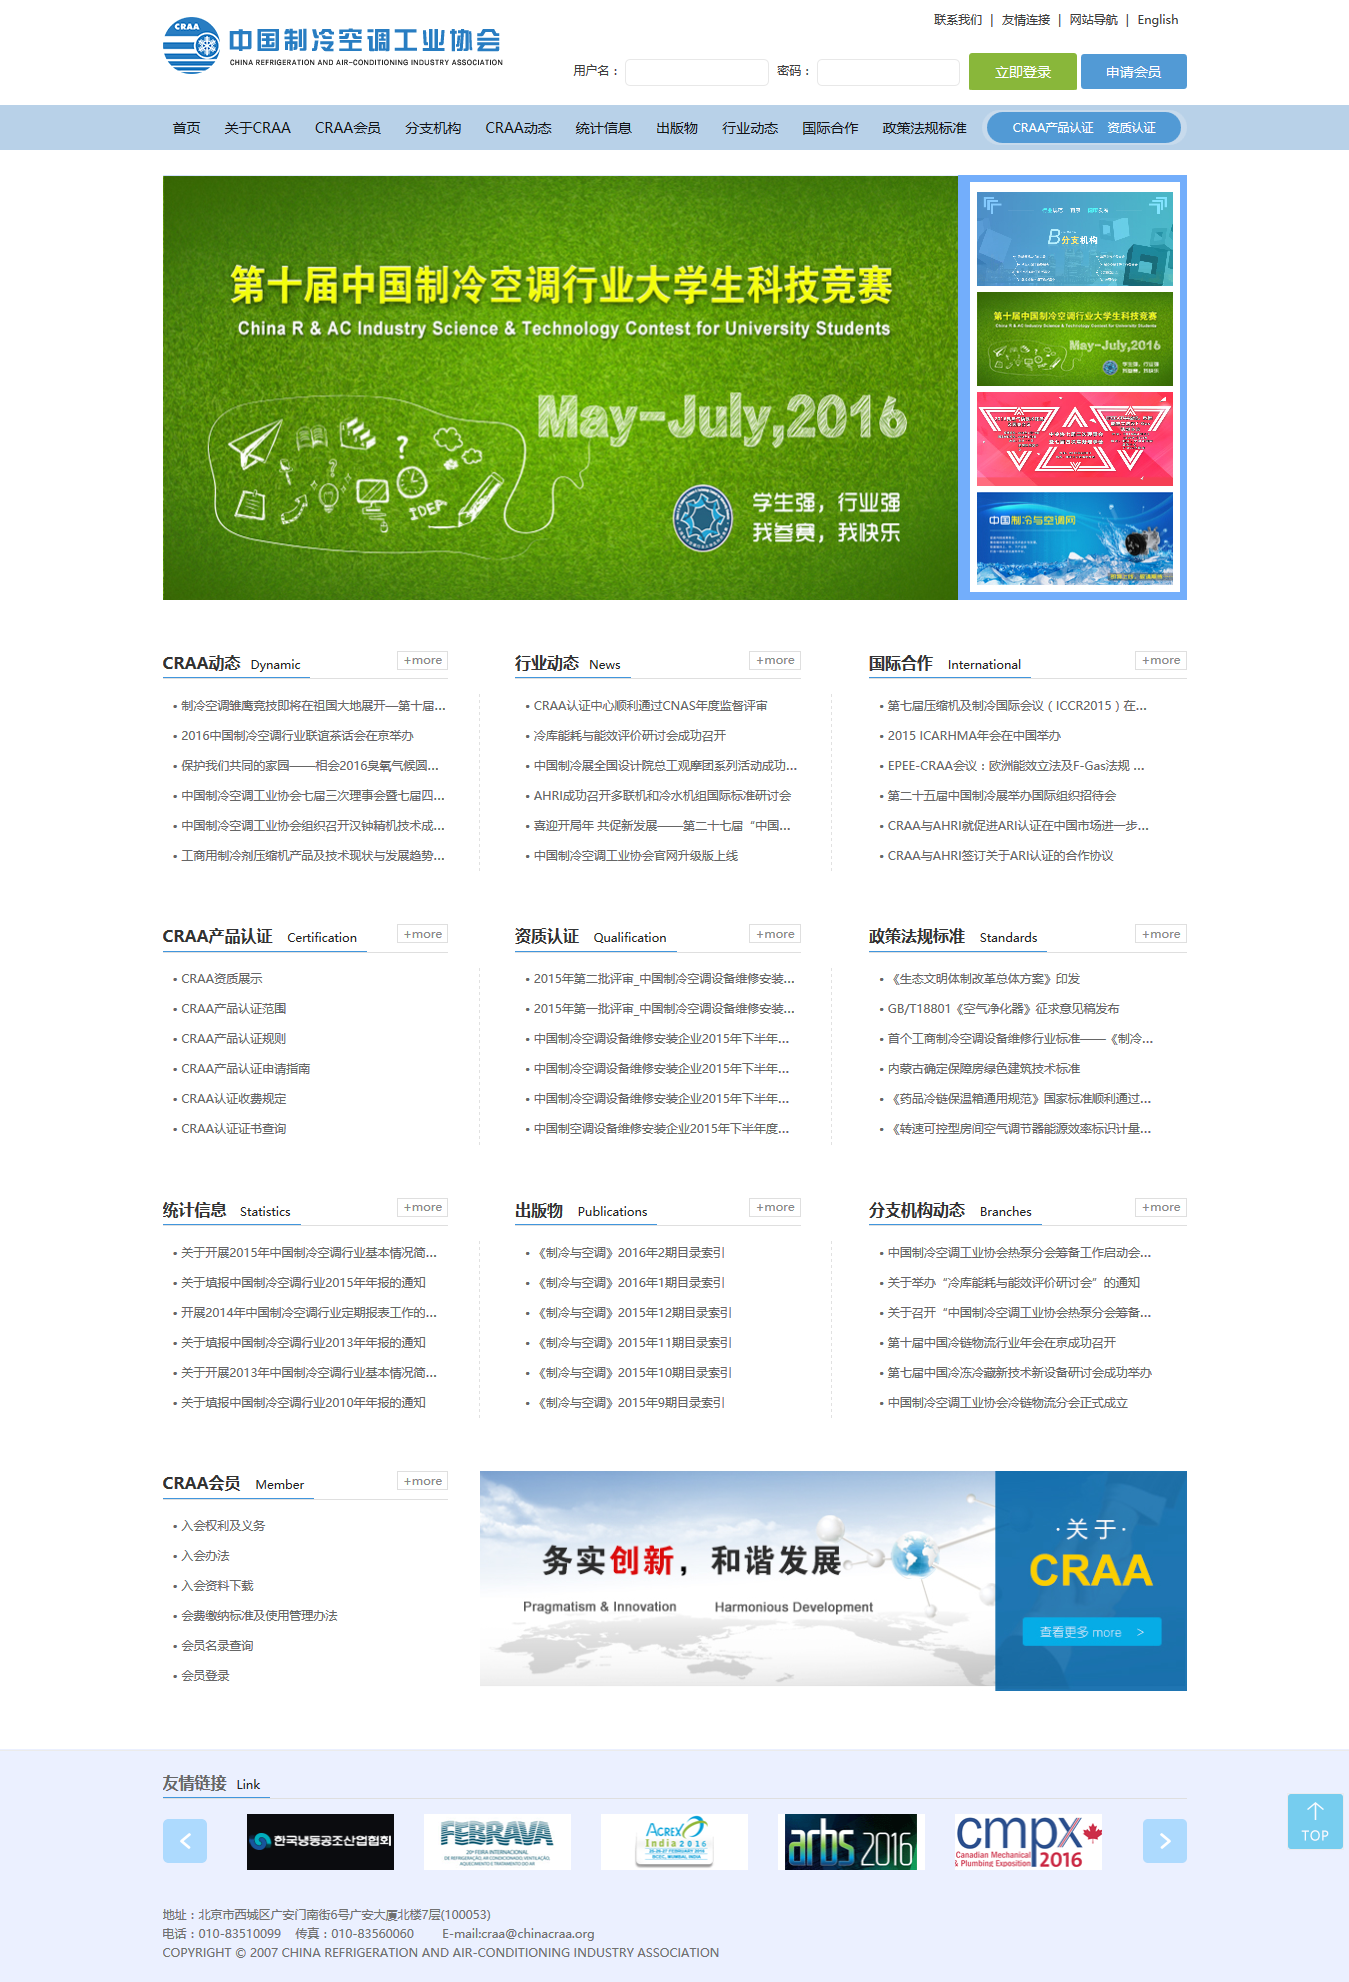 联系我们 | 友情连接 | 网站导航 | English
CRAA
中国制冷空调工业协会
CHINA REFRIGERATION AND AIR-CONDITIONING INDUSTRY ASSOCIATION
用户名： 密码： 立即登录 申请会员
首页 关于CRAA CRAA会员 分支机构 CRAA动态 统计信息 出版物 行业动态 国际合作 政策法规标准 CRAA产品认证 资质认证
第十届中国制冷空调行业大学生科技竞赛
China R & AC Industry Science & Technology Contest for University Students
May-July,2016
IDEA
学生强，行业强
我参赛，我快乐
B分支机构
第十届中国制冷空调行业大学生科技竞赛
China R & AC Industry Science & Technology Contest for University Students
May-July,2016
学生强，行业强
我参赛，我快乐
中国制冷与空调网
CRAA动态 Dynamic +more
• 制冷空调雏鹰竞技即将在祖国大地展开—第十届...
• 2016中国制冷空调行业联谊茶话会在京举办
• 保护我们共同的家园——相会2016臭氧气候圆...
• 中国制冷空调工业协会七届三次理事会暨七届四...
• 中国制冷空调工业协会组织召开汉钟精机技术成...
• 工商用制冷剂压缩机产品及技术现状与发展趋势...
行业动态 News +more
• CRAA认证中心顺利通过CNAS年度监督评审
• 冷库能耗与能效评价研讨会成功召开
• 中国制冷展全国设计院总工观摩团系列活动成功...
• AHRI成功召开多联机和冷水机组国际标准研讨会
• 喜迎开局年 共促新发展——第二十七届“中国...
• 中国制冷空调工业协会官网升级版上线
国际合作 International +more
• 第七届压缩机及制冷国际会议（ICCR2015）在...
• 2015 ICARHMA年会在中国举办
• EPEE-CRAA会议：欧洲能效立法及F-Gas法规 ...
• 第二十五届中国制冷展举办国际组织招待会
• CRAA与AHRI就促进ARI认证在中国市场进一步...
• CRAA与AHRI签订关于ARI认证的合作协议
CRAA产品认证 Certification +more
• CRAA资质展示
• CRAA产品认证范围
• CRAA产品认证规则
• CRAA产品认证申请指南
• CRAA认证收费规定
• CRAA认证证书查询
资质认证 Qualification +more
• 2015年第二批评审_中国制冷空调设备维修安装...
• 2015年第一批评审_中国制冷空调设备维修安装...
• 中国制冷空调设备维修安装企业2015年下半年...
• 中国制冷空调设备维修安装企业2015年下半年...
• 中国制冷空调设备维修安装企业2015年下半年...
• 中国制空调设备维修安装企业2015年下半年度...
政策法规标准 Standards +more
• 《生态文明体制改革总体方案》印发
• GB/T18801《空气净化器》征求意见稿发布
• 首个工商制冷空调设备维修行业标准——《制冷...
• 内蒙古确定保障房绿色建筑技术标准
• 《药品冷链保温箱通用规范》国家标准顺利通过...
• 《转速可控型房间空气调节器能源效率标识计量...
统计信息 Statistics +more
• 关于开展2015年中国制冷空调行业基本情况简...
• 关于填报中国制冷空调行业2015年年报的通知
• 开展2014年中国制冷空调行业定期报表工作的...
• 关于填报中国制冷空调行业2013年年报的通知
• 关于开展2013年中国制冷空调行业基本情况简...
• 关于填报中国制冷空调行业2010年年报的通知
出版物 Publications +more
• 《制冷与空调》2016年2期目录索引
• 《制冷与空调》2016年1期目录索引
• 《制冷与空调》2015年12期目录索引
• 《制冷与空调》2015年11期目录索引
• 《制冷与空调》2015年10期目录索引
• 《制冷与空调》2015年9期目录索引
分支机构动态 Branches +more
• 中国制冷空调工业协会热泵分会筹备工作启动会...
• 关于举办“冷库能耗与能效评价研讨会”的通知
• 关于召开“中国制冷空调工业协会热泵分会筹备...
• 第十届中国冷链物流行业年会在京成功召开
• 第七届中国冷冻冷藏新技术新设备研讨会成功举办
• 中国制冷空调工业协会冷链物流分会正式成立
CRAA会员 Member +more
• 入会权利及义务
• 入会办法
• 入会资料下载
• 会费缴纳标准及使用管理办法
• 会员名录查询
• 会员登录
务实创新，和谐发展
Pragmatism & Innovation Harmonious Development
·关于·
CRAA
查看更多 more >
友情链接 Link
< 한국냉동공조산업협회
FEBRAVA
20ª FEIRA INTERNACIONAL
ACREX
India 2016
25-26-27 FEBRUARY 2016
BCEC, MUMBAI, INDIA
arbs 2016
cmpx
Canadian Mechanical
& Plumbing Exposition 2016
>
TOP
地址：北京市西城区广安门南街6号广安大厦北楼7层(100053)
电话：010-83510099 传真：010-83560060 E-mail:craa@chinacraa.org
COPYRIGHT © 2007 CHINA REFRIGERATION AND AIR-CONDITIONING INDUSTRY ASSOCIATION